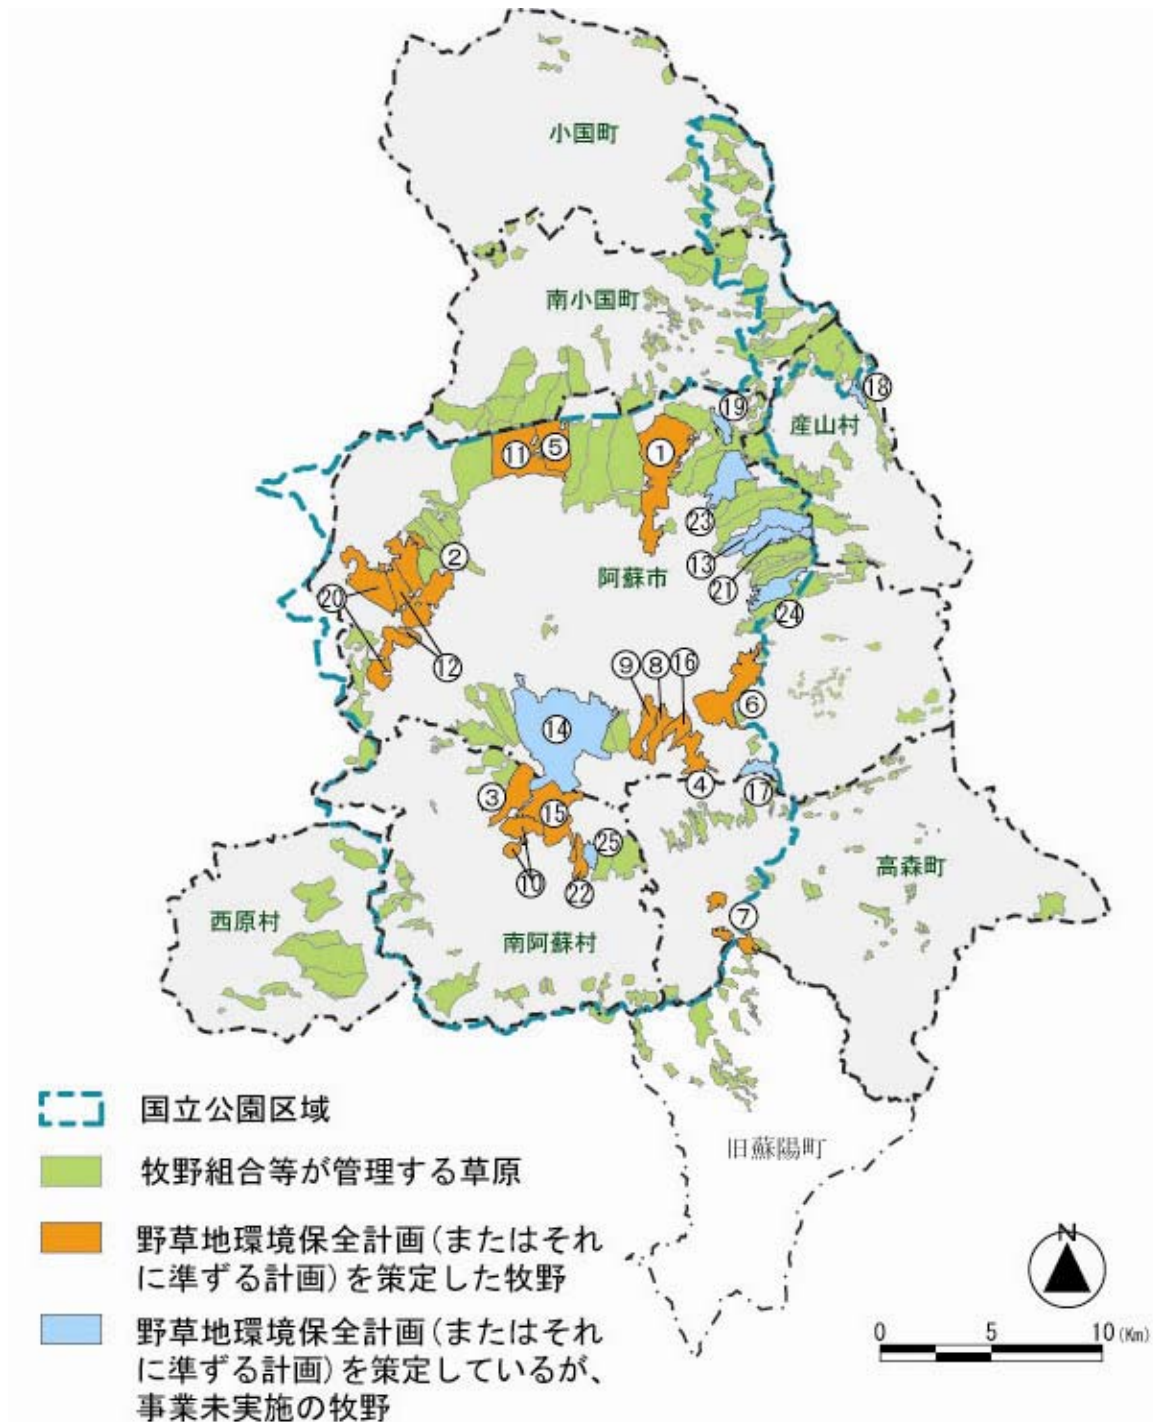 小国町
南小国町
⑱
⑲
産山村
①
⑤
⑪
㉓
②
⑬
阿蘇市
㉑
⑳
㉔
⑫
⑨
⑧
⑯
⑥
⑭
④
⑰
③
⑮
㉕
高森町
⑩
㉒
⑦
西原村
南阿蘇村
国立公園区域
旧蘇陽町
牧野組合等が管理する草原
野草地環境保全計画(またはそれ
に準ずる計画)を策定した牧野
野草地環境保全計画(またはそれ
に準ずる計画)を策定しているが、
事業未実施の牧野
N
0 5 10(Km)